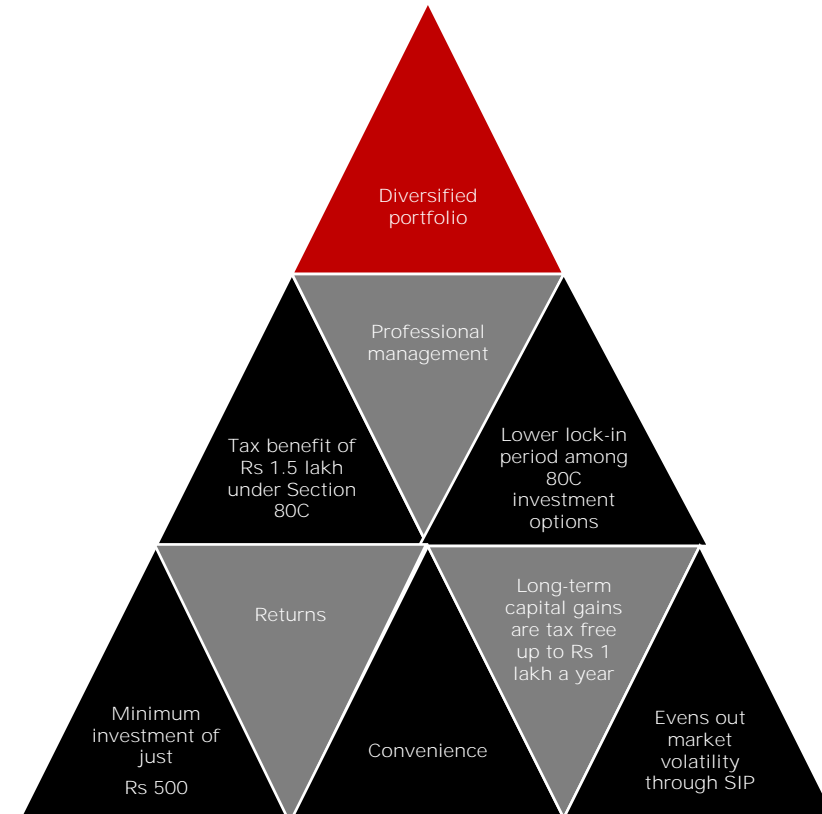 Diversified
portfolio
Professional
management
Tax benefit of
Rs 1.5 lakh
under Section
80C
Lower lock-in
period among
80C
investment
options
Minimum
investment of
just
Rs 500
Returns
Convenience
Long-term
capital gains
are tax free
up to Rs 1
lakh a year
Evens out
market
volatility
through SIP